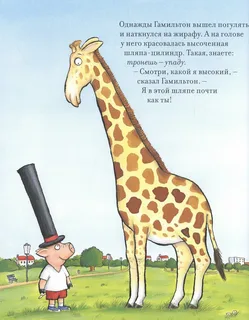 Однажды Гамильтон вышел погулять
и наткнулся на жирафу. А на голове
у него красовалась высоченная
шляпа-цилиндр. Такая, знаете:
тронешь — упаду.
— Смотри, какой я высокий, —
сказал Гамильтон. —
Я в этой шляпе почти
как ты!